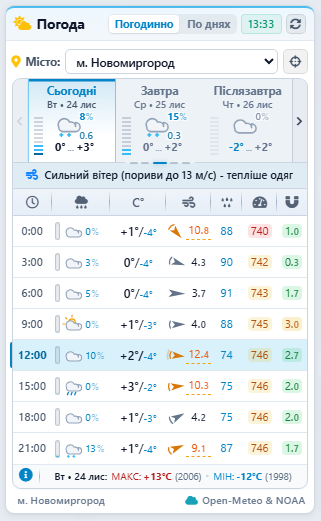 Погода Погодинно По днях 13:33
Місто: м. Новомиргород
Сьогодні Завтра Післязавтра
Вт • 24 лис Ср • 25 лис Чт • 26 лис
8% 15% 0%
0.6 0.3
0° ... +3° 0° ... +2° -2° ... +2°
Сильний вітер (пориви до 13 м/с) - тепліше одяг
C°
0:00 0% +1°/-4° 10.8 88 740 1.0
3:00 3% 0°/-4° 4.3 90 742 0.3
6:00 5% 0°/-4° 3.7 91 743 1.7
9:00 0% +1°/-3° 4.0 88 745 3.0
12:00 10% +2°/-4° 12.4 74 746 2.7
15:00 0% +3°/-2° 10.3 75 746 2.0
18:00 0% +1°/-3° 4.2 75 746 2.0
21:00 13% +1°/-4° 9.1 87 746 1.7
Вт • 24 лис: МАКС: +13°C (2006) · МІН: -12°C (1998)
м. Новомиргород Open-Meteo & NOAA